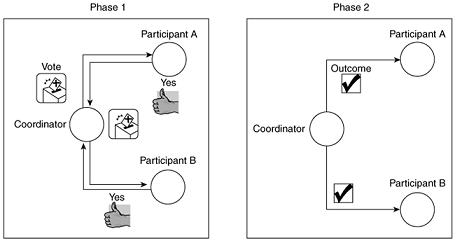 Phase 1
Participant A
Vote
Yes
Coordinator
Participant B
Yes
Phase 2
Participant A
Outcome
Coordinator
Participant B